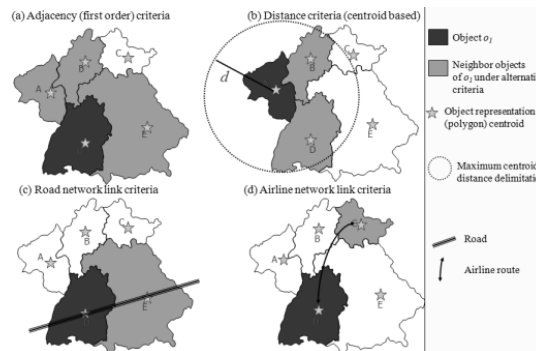 (a) Adjacency (first order) criteria
A
B
C
E
(b) Distance criteria (centroid based)
d
B
C
D
E
(c) Road network link criteria
A
B
C
E
(d) Airline network link criteria
A
B
C
E
Object o1
Neighbor objects
of o1 under alternati
criteria
Object representation
(polygon) centroid
Maximum centroid
distance delimitati
Road
Airline route